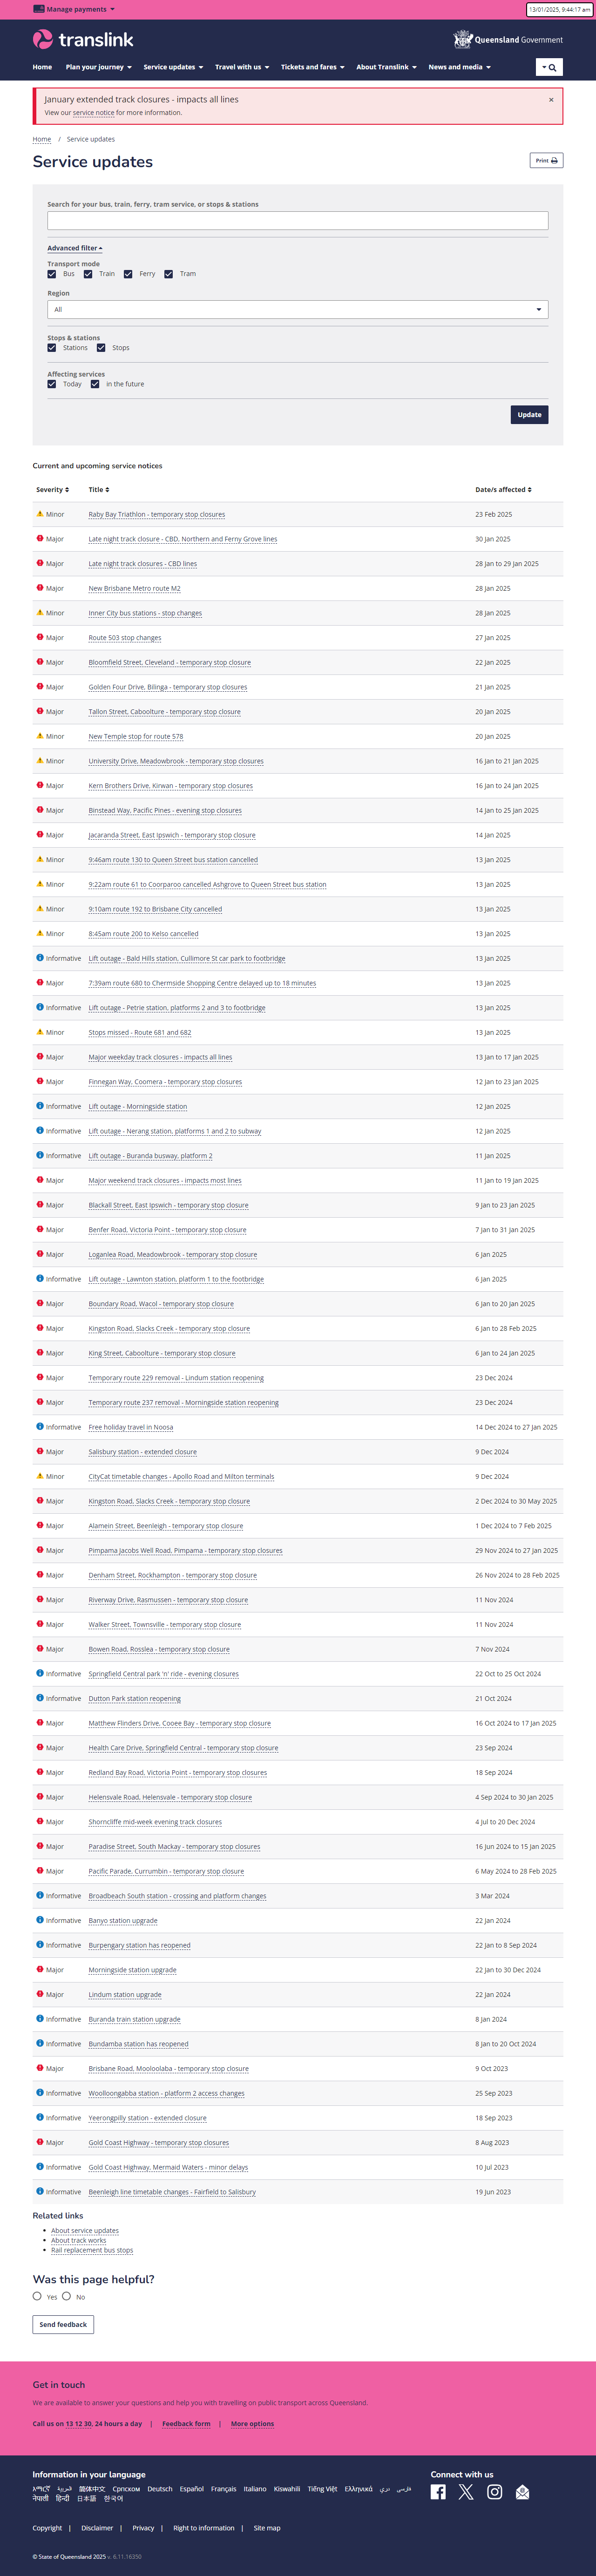 Manage payments
13/01/2025, 9:44:17 am
translink
Queensland Government
Home Plan your journey Service updates Travel with us Tickets and fares About Translink News and media
January extended track closures - impacts all lines ×
View our service notice for more information.
Home / Service updates
Service updates
Print
Search for your bus, train, ferry, tram service, or stops & stations
Advanced filter
Transport mode
Bus Train Ferry Tram
Region
All
Stops & stations
Stations Stops
Affecting services
Today in the future
Update
Current and upcoming service notices
Severity Title Date/s affected
Minor Raby Bay Triathlon - temporary stop closures 23 Feb 2025
Major Late night track closure - CBD, Northern and Ferny Grove lines 30 Jan 2025
Major Late night track closures - CBD lines 28 Jan to 29 Jan 2025
Major New Brisbane Metro route M2 28 Jan 2025
Minor Inner City bus stations - stop changes 28 Jan 2025
Major Route 503 stop changes 27 Jan 2025
Major Bloomfield Street, Cleveland - temporary stop closure 22 Jan 2025
Major Golden Four Drive, Bilinga - temporary stop closures 21 Jan 2025
Major Tallon Street, Caboolture - temporary stop closure 20 Jan 2025
Minor New Temple stop for route 578 20 Jan 2025
Minor University Drive, Meadowbrook - temporary stop closures 16 Jan to 21 Jan 2025
Major Kern Brothers Drive, Kirwan - temporary stop closures 16 Jan to 24 Jan 2025
Major Binstead Way, Pacific Pines - evening stop closures 14 Jan to 25 Jan 2025
Major Jacaranda Street, East Ipswich - temporary stop closure 14 Jan 2025
Minor 9:46am route 130 to Queen Street bus station cancelled 13 Jan 2025
Minor 9:22am route 61 to Coorparoo cancelled Ashgrove to Queen Street bus station 13 Jan 2025
Minor 9:10am route 192 to Brisbane City cancelled 13 Jan 2025
Minor 8:45am route 200 to Kelso cancelled 13 Jan 2025
Informative Lift outage - Bald Hills station, Cullimore St car park to footbridge 13 Jan 2025
Major 7:39am route 680 to Chermside Shopping Centre delayed up to 18 minutes 13 Jan 2025
Informative Lift outage - Petrie station, platforms 2 and 3 to footbridge 13 Jan 2025
Minor Stops missed - Route 681 and 682 13 Jan 2025
Major Major weekday track closures - impacts all lines 13 Jan to 17 Jan 2025
Major Finnegan Way, Coomera - temporary stop closures 12 Jan to 23 Jan 2025
Informative Lift outage - Morningside station 12 Jan 2025
Informative Lift outage - Nerang station, platforms 1 and 2 to subway 12 Jan 2025
Informative Lift outage - Buranda busway, platform 2 11 Jan 2025
Major Major weekend track closures - impacts most lines 11 Jan to 19 Jan 2025
Major Blackall Street, East Ipswich - temporary stop closure 9 Jan to 23 Jan 2025
Major Benfer Road, Victoria Point - temporary stop closure 7 Jan to 31 Jan 2025
Major Loganlea Road, Meadowbrook - temporary stop closure 6 Jan 2025
Informative Lift outage - Lawnton station, platform 1 to the footbridge 6 Jan 2025
Major Boundary Road, Wacol - temporary stop closure 6 Jan to 20 Jan 2025
Major Kingston Road, Slacks Creek - temporary stop closure 6 Jan to 28 Feb 2025
Major King Street, Caboolture - temporary stop closure 6 Jan to 24 Jan 2025
Major Temporary route 229 removal - Lindum station reopening 23 Dec 2024
Major Temporary route 237 removal - Morningside station reopening 23 Dec 2024
Informative Free holiday travel in Noosa 14 Dec 2024 to 27 Jan 2025
Major Salisbury station - extended closure 9 Dec 2024
Minor CityCat timetable changes - Apollo Road and Milton terminals 9 Dec 2024
Major Kingston Road, Slacks Creek - temporary stop closure 2 Dec 2024 to 30 May 2025
Major Alamein Street, Beenleigh - temporary stop closure 1 Dec 2024 to 7 Feb 2025
Major Pimpama Jacobs Well Road, Pimpama - temporary stop closures 29 Nov 2024 to 27 Jan 2025
Major Denham Street, Rockhampton - temporary stop closure 26 Nov 2024 to 28 Feb 2025
Major Riverway Drive, Rasmussen - temporary stop closure 11 Nov 2024
Major Walker Street, Townsville - temporary stop closure 11 Nov 2024
Major Bowen Road, Rosslea - temporary stop closure 7 Nov 2024
Informative Springfield Central park 'n' ride - evening closures 22 Oct to 25 Oct 2024
Informative Dutton Park station reopening 21 Oct 2024
Major Matthew Flinders Drive, Cooee Bay - temporary stop closure 16 Oct 2024 to 17 Jan 2025
Major Health Care Drive, Springfield Central - temporary stop closure 23 Sep 2024
Major Redland Bay Road, Victoria Point - temporary stop closures 18 Sep 2024
Major Helensvale Road, Helensvale - temporary stop closure 4 Sep 2024 to 30 Jan 2025
Major Shorncliffe mid-week evening track closures 4 Jul to 20 Dec 2024
Major Paradise Street, South Mackay - temporary stop closures 16 Jun 2024 to 15 Jan 2025
Major Pacific Parade, Currumbin - temporary stop closure 6 May 2024 to 28 Feb 2025
Informative Broadbeach South station - crossing and platform changes 3 Mar 2024
Informative Banyo station upgrade 22 Jan 2024
Informative Burpengary station has reopened 22 Jan to 8 Sep 2024
Major Morningside station upgrade 22 Jan to 30 Dec 2024
Major Lindum station upgrade 22 Jan 2024
Informative Buranda train station upgrade 8 Jan 2024
Informative Bundamba station has reopened 8 Jan to 20 Oct 2024
Major Brisbane Road, Mooloolaba - temporary stop closure 9 Oct 2023
Informative Woolloongabba station - platform 2 access changes 25 Sep 2023
Informative Yeerongpilly station - extended closure 18 Sep 2023
Major Gold Coast Highway - temporary stop closures 8 Aug 2023
Informative Gold Coast Highway, Mermaid Waters - minor delays 10 Jul 2023
Informative Beenleigh line timetable changes - Fairfield to Salisbury 19 Jun 2023
Related links
About service updates
About track works
Rail replacement bus stops
Was this page helpful?
Yes No
Send feedback
Get in touch
We are available to answer your questions and help you with travelling on public transport across Queensland.
Call us on 13 12 30, 24 hours a day | Feedback form | More options
Information in your language Connect with us
አማርኛ العربية 简体中文 Српскохм Deutsch Español Français Italiano Kiswahili Tiếng Việt Ελληνικά دری فارسی
नेपाली हिन्दी 日本語 한국어
Copyright | Disclaimer | Privacy | Right to information | Site map
© State of Queensland 2025 v. 6.11.16350